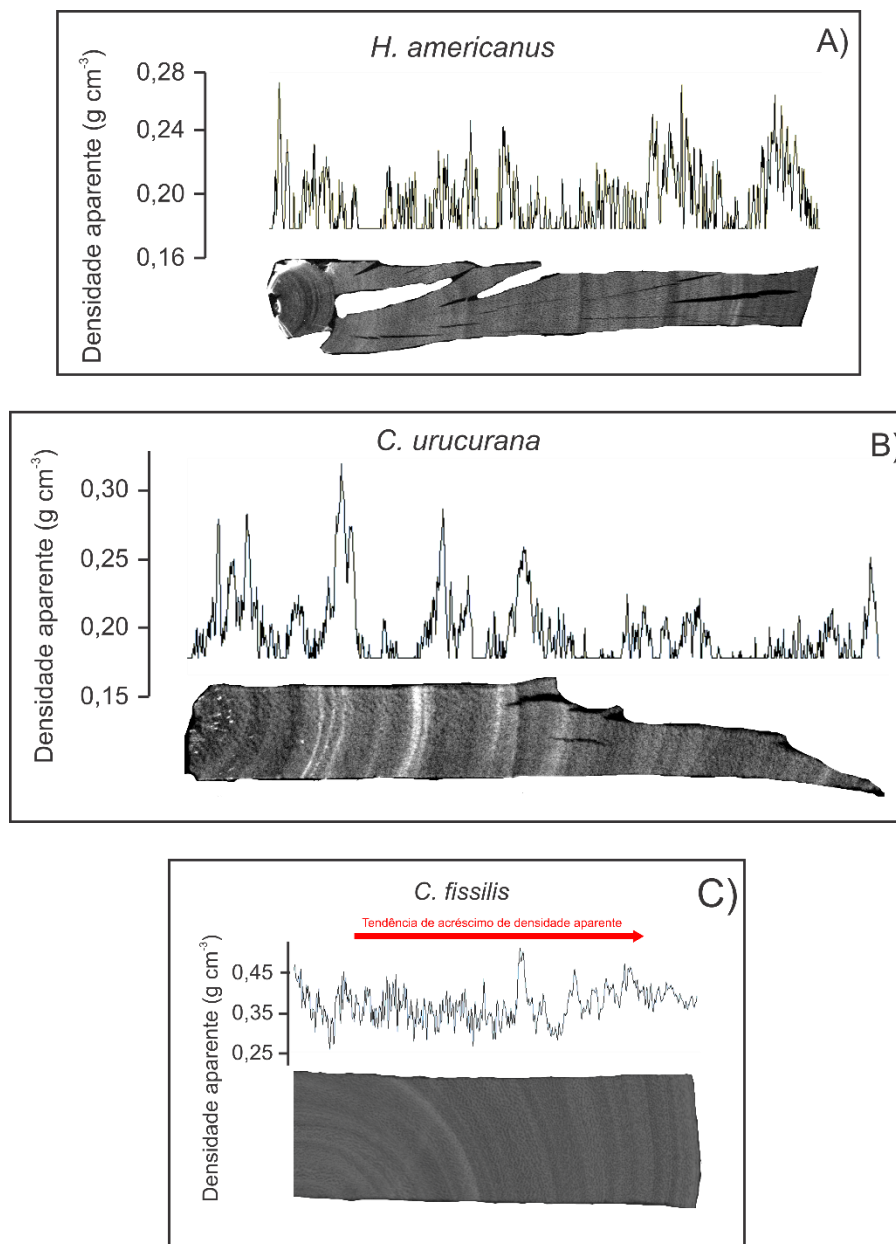 A)
H. americanus
Densidade aparente (g cm⁻³)
0,28
0,24
0,20
0,16
B)
C. urucurana
Densidade aparente (g cm⁻³)
0,30
0,25
0,20
0,15
C)
C. fissilis
Tendência de acréscimo de densidade aparente
Densidade aparente (g cm⁻³)
0,45
0,35
0,25